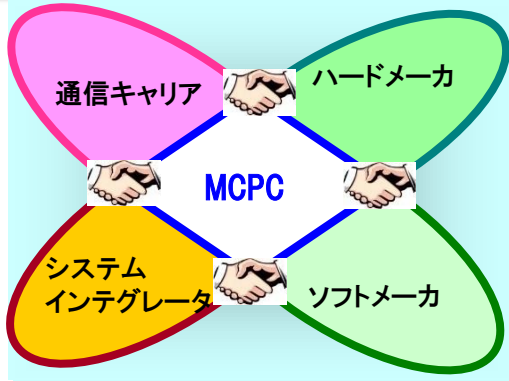 通信キャリア
ハードメーカ
MCPC
システム
インテグレータ
ソフトメーカ